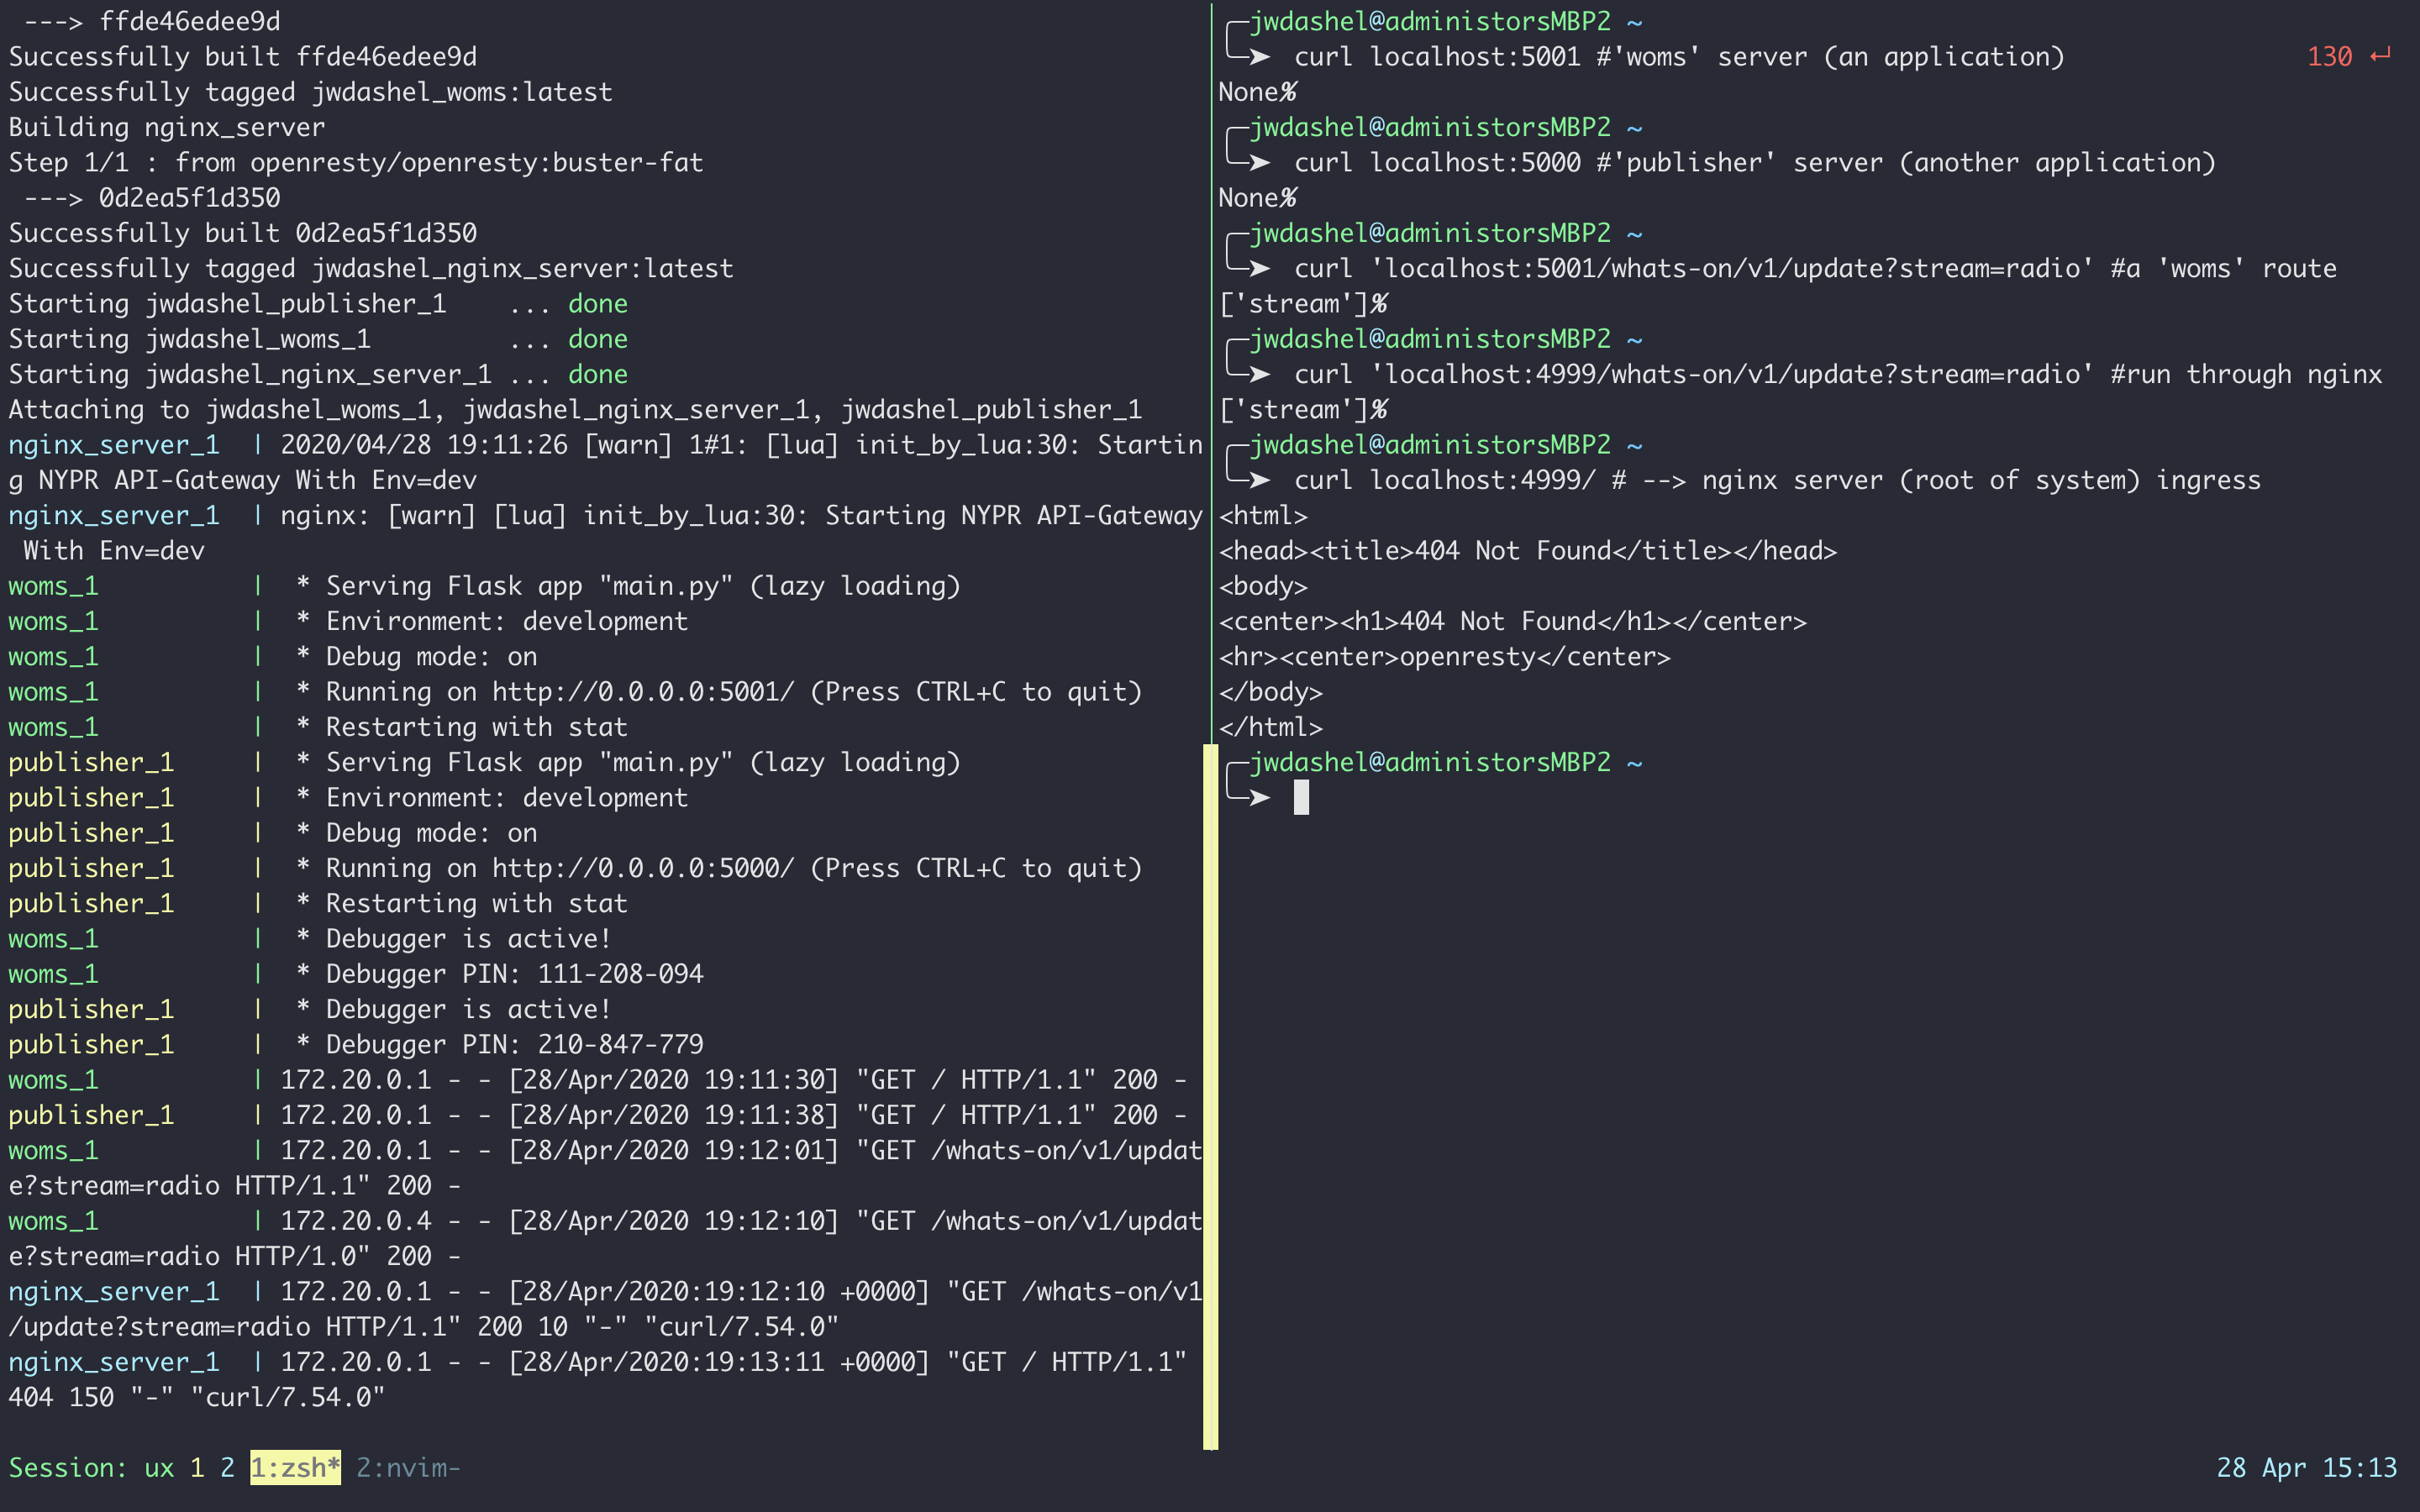 ---> ffde46edee9d
Successfully built ffde46edee9d
Successfully tagged jwdashel_woms:latest
Building nginx_server
Step 1/1 : from openresty/openresty:buster-fat
 ---> 0d2ea5f1d350
Successfully built 0d2ea5f1d350
Successfully tagged jwdashel_nginx_server:latest
Starting jwdashel_publisher_1    ... done
Starting jwdashel_woms_1         ... done
Starting jwdashel_nginx_server_1 ... done
Attaching to jwdashel_woms_1, jwdashel_nginx_server_1, jwdashel_publisher_1
nginx_server_1  | 2020/04/28 19:11:26 [warn] 1#1: [lua] init_by_lua:30: Startin
g NYPR API-Gateway With Env=dev
nginx_server_1  | nginx: [warn] [lua] init_by_lua:30: Starting NYPR API-Gateway
 With Env=dev
woms_1          |  * Serving Flask app "main.py" (lazy loading)
woms_1          |  * Environment: development
woms_1          |  * Debug mode: on
woms_1          |  * Running on http://0.0.0.0:5001/ (Press CTRL+C to quit)
woms_1          |  * Restarting with stat
publisher_1     |  * Serving Flask app "main.py" (lazy loading)
publisher_1     |  * Environment: development
publisher_1     |  * Debug mode: on
publisher_1     |  * Running on http://0.0.0.0:5000/ (Press CTRL+C to quit)
publisher_1     |  * Restarting with stat
woms_1          |  * Debugger is active!
woms_1          |  * Debugger PIN: 111-208-094
publisher_1     |  * Debugger is active!
publisher_1     |  * Debugger PIN: 210-847-779
woms_1          | 172.20.0.1 - - [28/Apr/2020 19:11:30] "GET / HTTP/1.1" 200 -
publisher_1     | 172.20.0.1 - - [28/Apr/2020 19:11:38] "GET / HTTP/1.1" 200 -
woms_1          | 172.20.0.1 - - [28/Apr/2020 19:12:01] "GET /whats-on/v1/updat
e?stream=radio HTTP/1.1" 200 -
woms_1          | 172.20.0.4 - - [28/Apr/2020 19:12:10] "GET /whats-on/v1/updat
e?stream=radio HTTP/1.0" 200 -
nginx_server_1  | 172.20.0.1 - - [28/Apr/2020:19:12:10 +0000] "GET /whats-on/v1
/update?stream=radio HTTP/1.1" 200 10 "-" "curl/7.54.0"
nginx_server_1  | 172.20.0.1 - - [28/Apr/2020:19:13:11 +0000] "GET / HTTP/1.1"
404 150 "-" "curl/7.54.0"
╭─jwdashel@administorsMBP2 ~
╰─➤  curl localhost:5001 #'woms' server (an application)                130 ↵
None%
╭─jwdashel@administorsMBP2 ~
╰─➤  curl localhost:5000 #'publisher' server (another application)
None%
╭─jwdashel@administorsMBP2 ~
╰─➤  curl 'localhost:5001/whats-on/v1/update?stream=radio' #a 'woms' route
['stream']%
╭─jwdashel@administorsMBP2 ~
╰─➤  curl 'localhost:4999/whats-on/v1/update?stream=radio' #run through nginx
['stream']%
╭─jwdashel@administorsMBP2 ~
╰─➤  curl localhost:4999/ # --> nginx server (root of system) ingress
<html>
<head><title>404 Not Found</title></head>
<body>
<center><h1>404 Not Found</h1></center>
<hr><center>openresty</center>
</body>
</html>
╭─jwdashel@administorsMBP2 ~
╰─➤
Session: ux 1 2 1:zsh* 2:nvim-
28 Apr 15:13